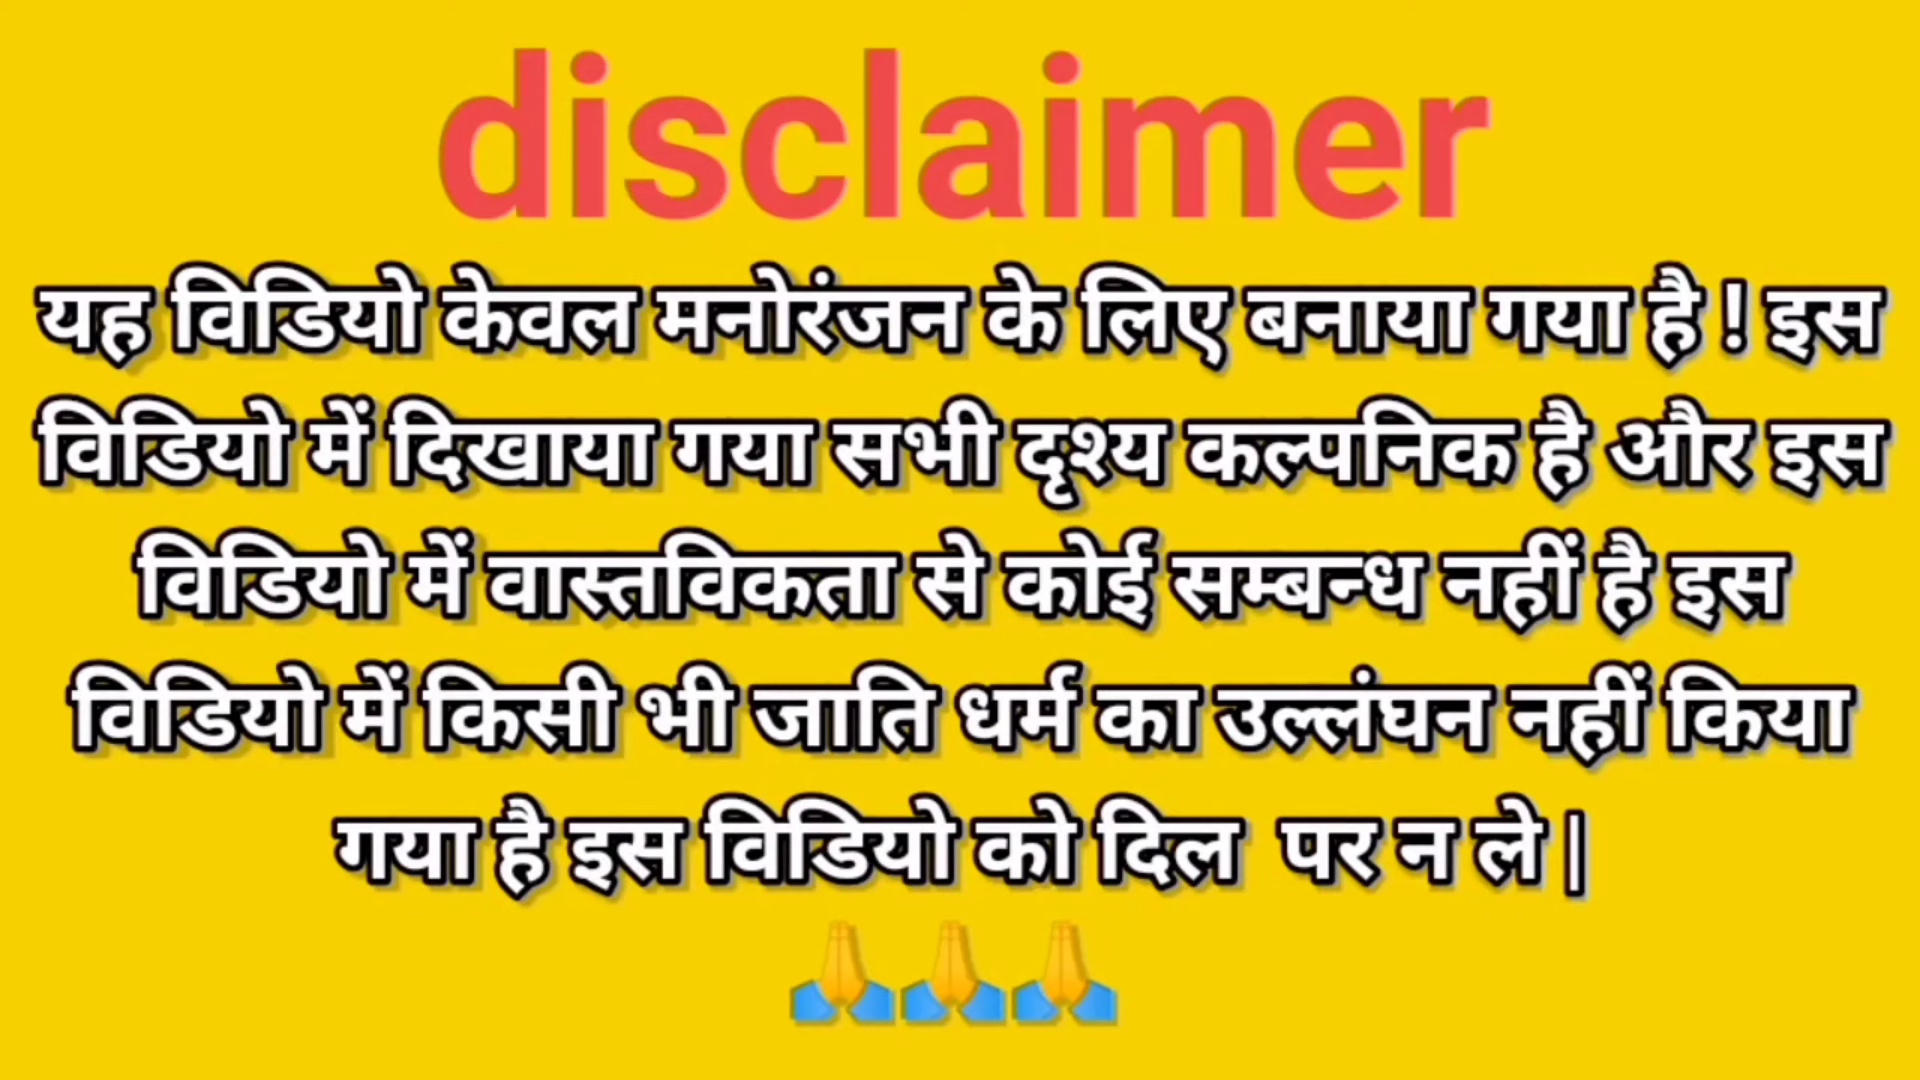 disclaimer
यह विडियो केवल मनोरंजन के लिए बनाया गया है ! इस
विडियो में दिखाया गया सभी दृश्य कल्पनिक है और इस
विडियो में वास्तविकता से कोई सम्बन्ध नहीं है इस
विडियो में किसी भी जाति धर्म का उल्लंघन नहीं किया
गया है इस विडियो को दिल पर न ले |
🙏🙏🙏